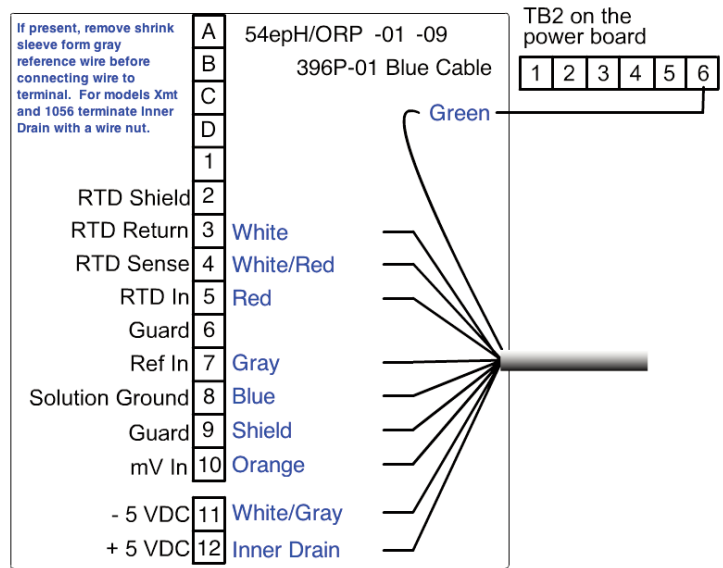 If present, remove shrink
sleeve form gray
reference wire before
connecting wire to
terminal. For models Xmt
and 1056 terminate Inner
Drain with a wire nut.
54epH/ORP -01 -09
396P-01 Blue Cable
TB2 on the
power board
1 2 3 4 5 6
Green
A
B
C
D
1
RTD Shield 2
RTD Return 3 White
RTD Sense 4 White/Red
RTD In 5 Red
Guard 6
Ref In 7 Gray
Solution Ground 8 Blue
Guard 9 Shield
mV In 10 Orange
- 5 VDC 11 White/Gray
+ 5 VDC 12 Inner Drain